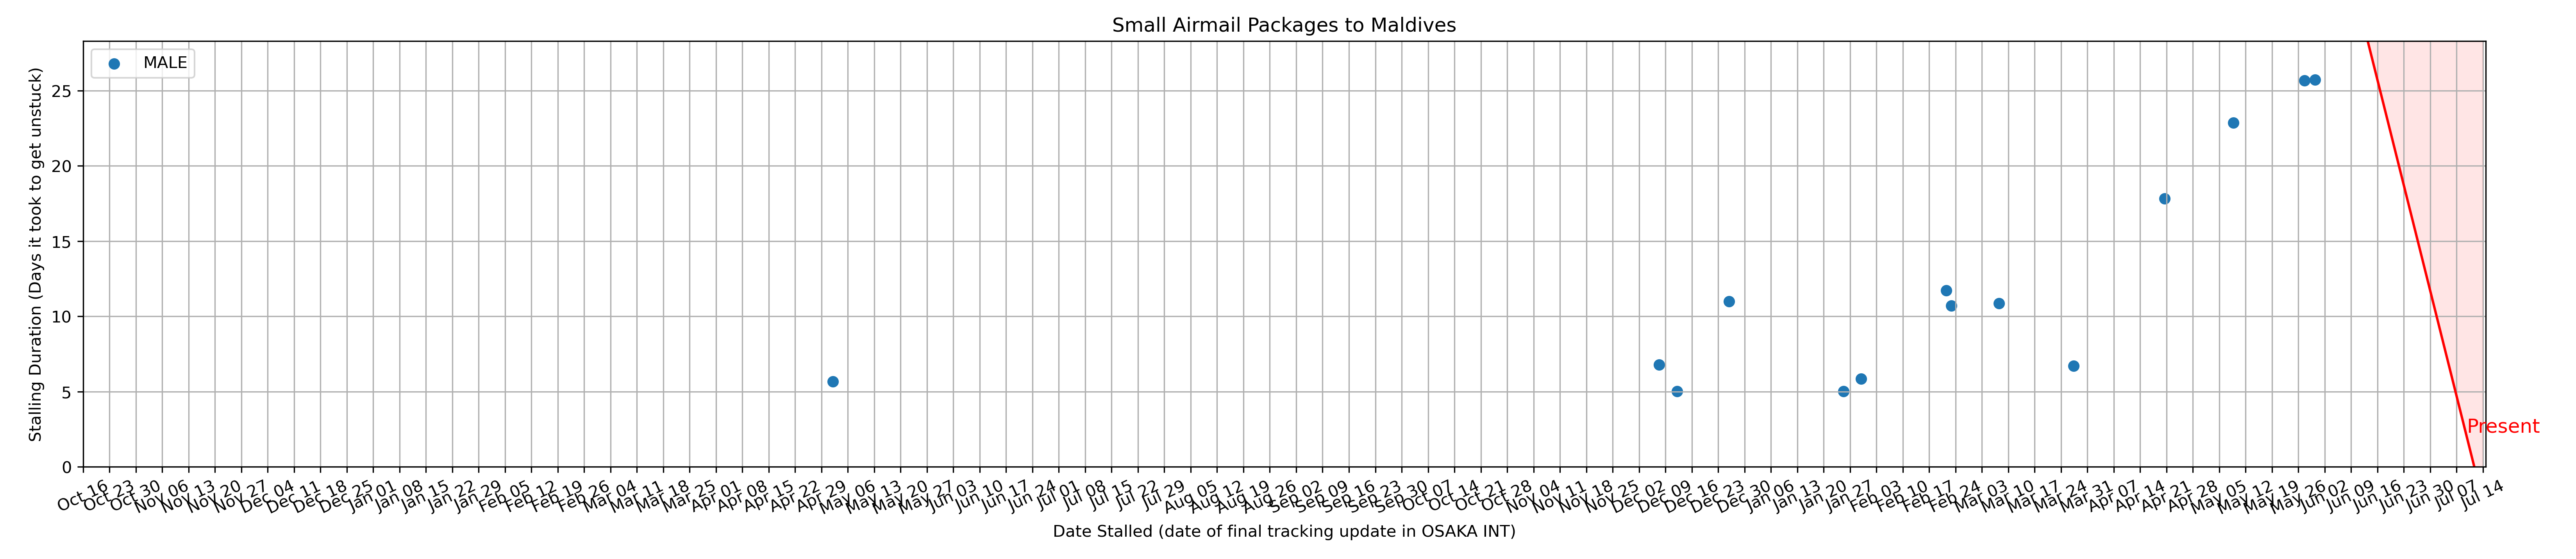 Small Airmail Packages to Maldives
MALE
Stalling Duration (Days it took to get unstuck)
25
20
15
10
5
0
Present
Oct 16 Oct 23 Oct 30 Nov 06 Nov 13 Nov 20 Nov 27 Dec 04 Dec 11 Dec 18 Dec 25 Jan 01 Jan 08 Jan 15 Jan 22 Jan 29 Feb 05 Feb 12 Feb 19 Feb 26 Mar 04 Mar 11 Mar 18 Mar 25 Apr 01 Apr 08 Apr 15 Apr 22 Apr 29 May 06 May 13 May 20 May 27 Jun 03 Jun 10 Jun 17 Jun 24 Jul 01 Jul 08 Jul 15 Jul 22 Jul 29 Aug 05 Aug 12 Aug 19 Aug 26 Sep 02 Sep 09 Sep 16 Sep 23 Sep 30 Oct 07 Oct 14 Oct 21 Oct 28 Nov 04 Nov 11 Nov 18 Nov 25 Dec 02 Dec 09 Dec 16 Dec 23 Dec 30 Jan 06 Jan 13 Jan 20 Jan 27 Feb 03 Feb 10 Feb 17 Feb 24 Mar 03 Mar 10 Mar 17 Mar 24 Mar 31 Apr 07 Apr 14 Apr 21 Apr 28 May 05 May 12 May 19 May 26 Jun 02 Jun 09 Jun 16 Jun 23 Jun 30 Jul 07 Jul 14
Date Stalled (date of final tracking update in OSAKA INT)